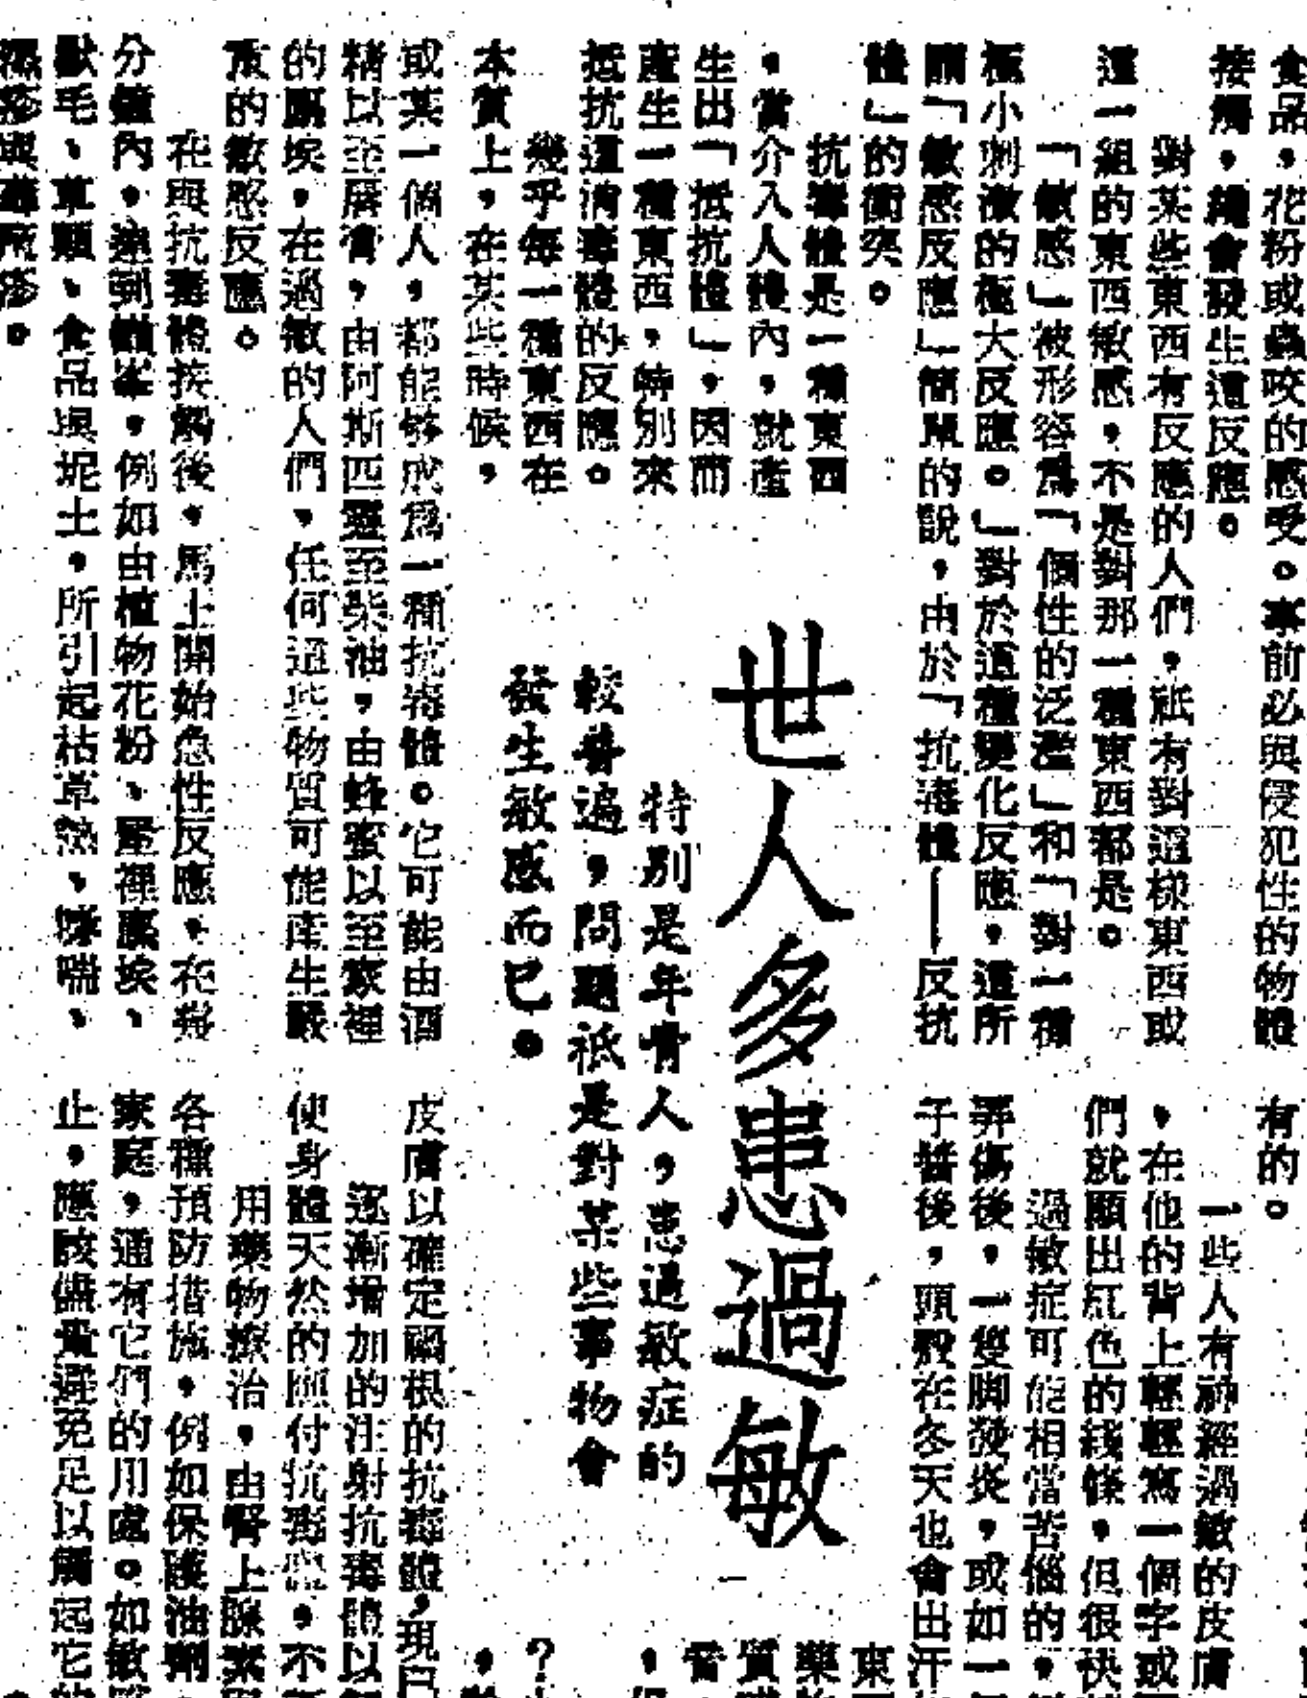 食品，花粉或蟲咬的感受。事前必與侵犯性的物體
接觸，纔會發生這反應。
對某些東西有反應的人們，祇有對這樣東西或
這一組的東西敏感，不是對那一種東西都是。
「敏感」被形容爲「個性的泛濫」和「對一種
極小刺激的極大反應。」對於這種變化反應，這所
謂「敏感反應」簡單的說，由於「抗毒體——反抗
體」的衝突。
抗毒體是一種東西
，當介入人體內，就產
生出「抵抗體」，因而
產生一種東西，特別來
抵抗這消毒體的反應。
幾乎每一種東西在
本質上，在某些時候，
世人多患過敏
特別是年青人，患過敏症的
較普遍，問題祇是對某些事物會
發生敏感而已。
或某一個人，都能夠成爲一種抗毒體。它可能由酒
精以至唇膏，由阿斯匹靈至柴油，由蜂蜜以至家裡
的塵埃，在過敏的人們，任何這些物質可能產生嚴
重的敏感反應。
在與抗毒體接觸後，馬上開始急性反應，在幾
分鐘內，達到巔峯，例如由植物花粉、屋裡塵埃、
獸毛、草類、食品與坭土，所引起枯草熱、哮喘、
濕疹與蕁麻疹。
有的。
一些人有神經過敏的皮膚
，在他的背上輕輕寫一個字或
們就顯出紅色的綫條，但很快
過敏症可能相當苦惱的，
弄傷後，一雙脚發炎，或如一
子醬後，頭殼在冬天也會出汗
東
藥
質
皮膚以確定禍根的抗毒體，現
逐漸增加的注射抗毒體以
使身體天然的應付抗毒體，不
用藥物療治，由腎上腺素
各種預防措施，例如保護油劑
家庭，通有它們的用處。如敏
止，應該儘量避免足以觸起它